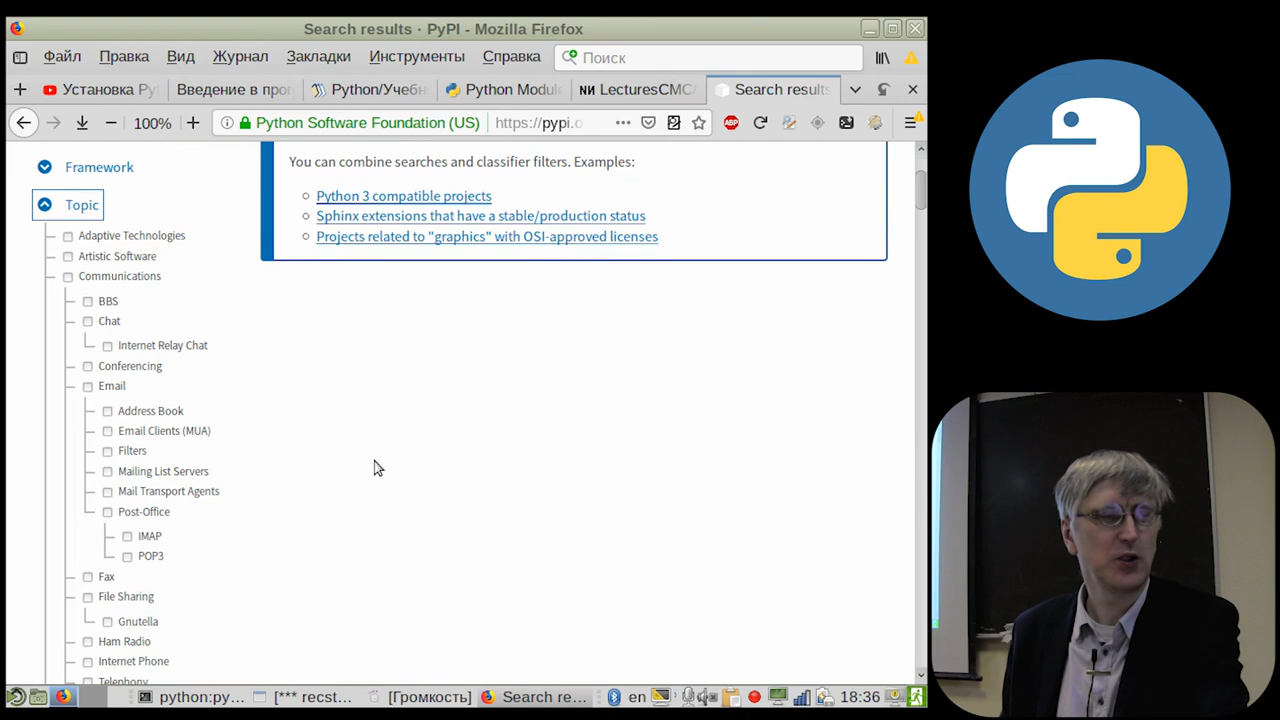 Search results · PyPI - Mozilla Firefox
Файл Правка Вид Журнал Закладки Инструменты Справка Поиск
Установка Py Введение в про Python/Учебн Python Module LecturesCMC/ Search results
100% Python Software Foundation (US) https://pypi.o ABP
Framework
Topic
You can combine searches and classifier filters. Examples:
Python 3 compatible projects
Sphinx extensions that have a stable/production status
Projects related to "graphics" with OSI-approved licenses
Adaptive Technologies
Artistic Software
Communications
BBS
Chat
Internet Relay Chat
Conferencing
Email
Address Book
Email Clients (MUA)
Filters
Mailing List Servers
Mail Transport Agents
Post-Office
IMAP
POP3
Fax
File Sharing
Gnutella
Ham Radio
Internet Phone
Telephony
python:py... [*** recst... [Громкость] Search re... en 18:36